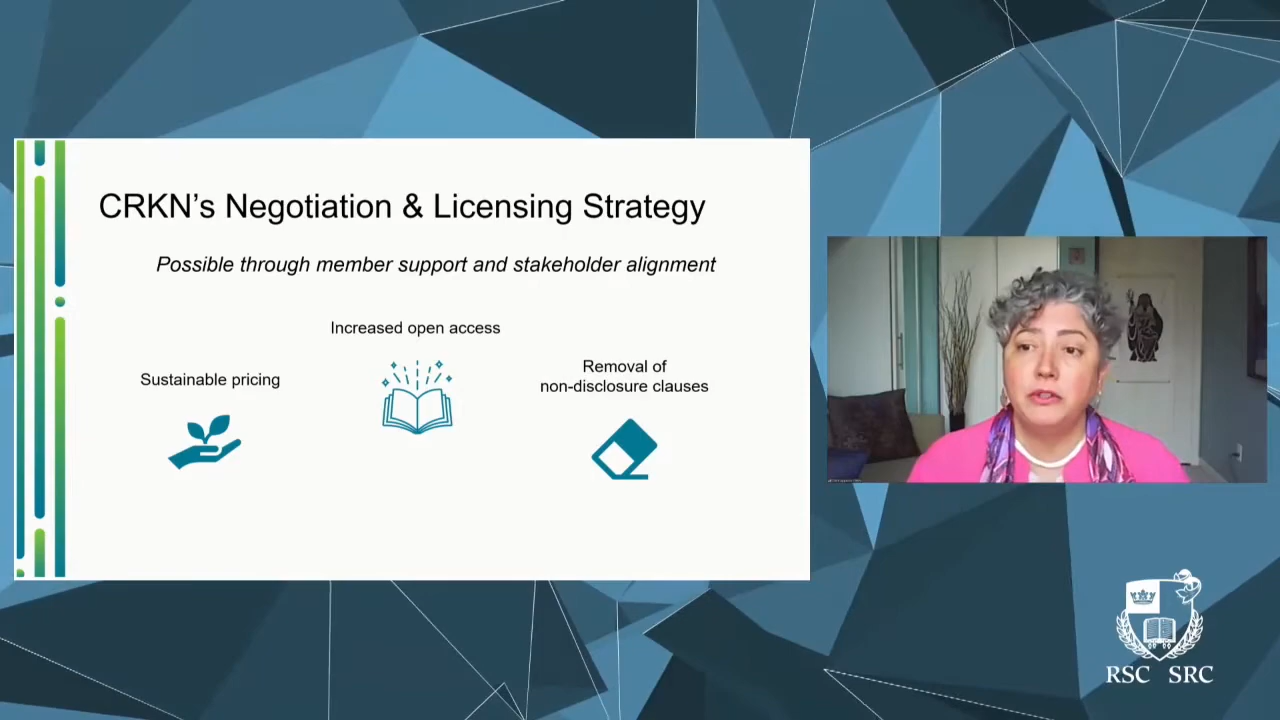 CRKN’s Negotiation & Licensing Strategy
Possible through member support and stakeholder alignment
Increased open access
Sustainable pricing
Removal of
non-disclosure clauses
RSC SRC